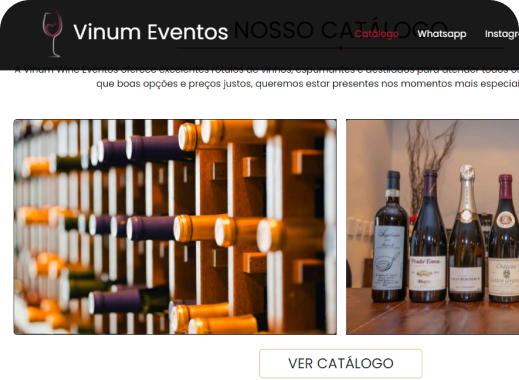 Vinum Eventos
NOSSO CATÁLOGO
Catálogo Whatsapp Instagr
A Vinum Wine Eventos oferece excelentes rótulos de vinhos, espumantes e destilados para atender todos os
que boas opções e preços justos, queremos estar presentes nos momentos mais especiai
VER CATÁLOGO